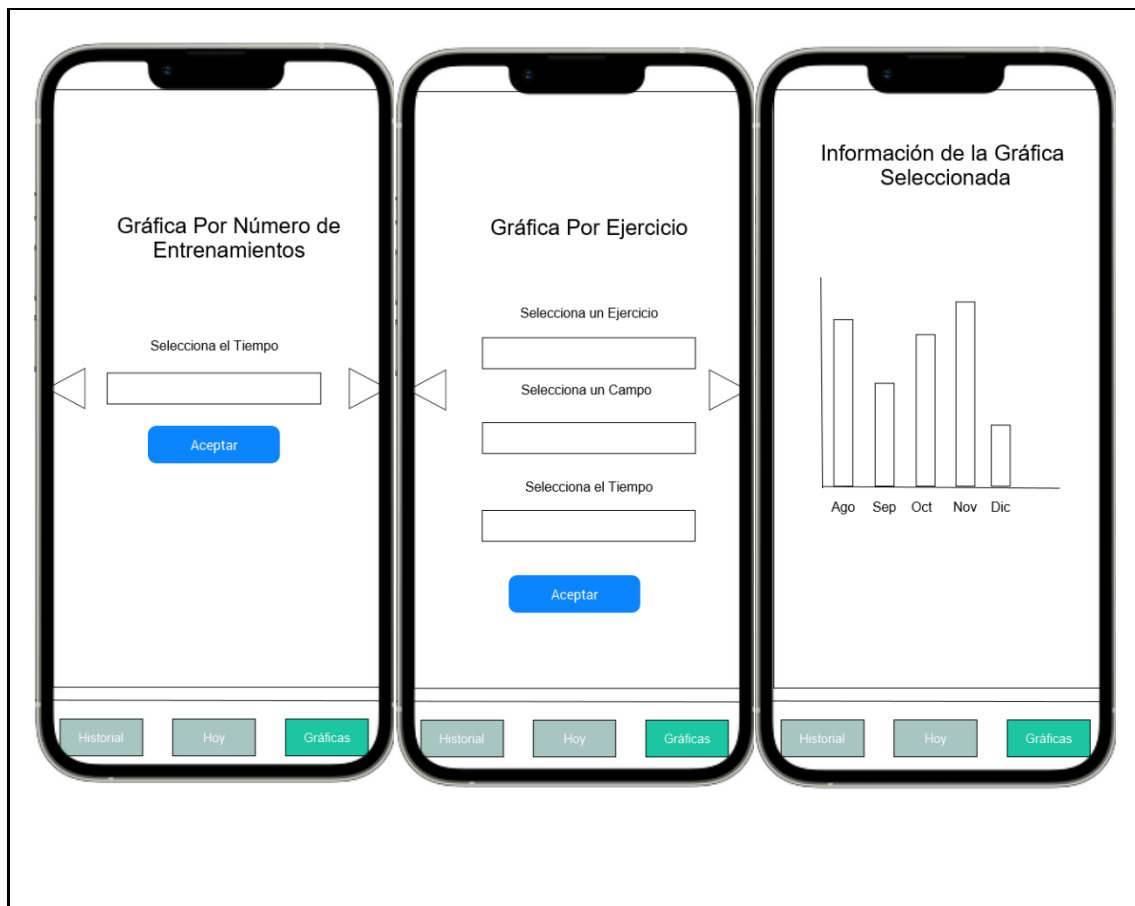 Gráfica Por Número de
Entrenamientos
Selecciona el Tiempo
Aceptar
Historial
Hoy
Gráficas
Gráfica Por Ejercicio
Selecciona un Ejercicio
Selecciona un Campo
Selecciona el Tiempo
Aceptar
Historial
Hoy
Gráficas
Información de la Gráfica
Seleccionada
Ago Sep Oct Nov Dic
Historial
Hoy
Gráficas